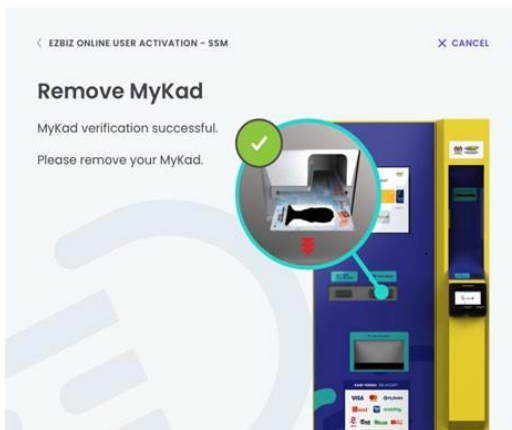 EZBIZ ONLINE USER ACTIVATION - SSM
CANCEL
Remove MyKad
MyKad verification successful.
Please remove your MyKad.
VISA